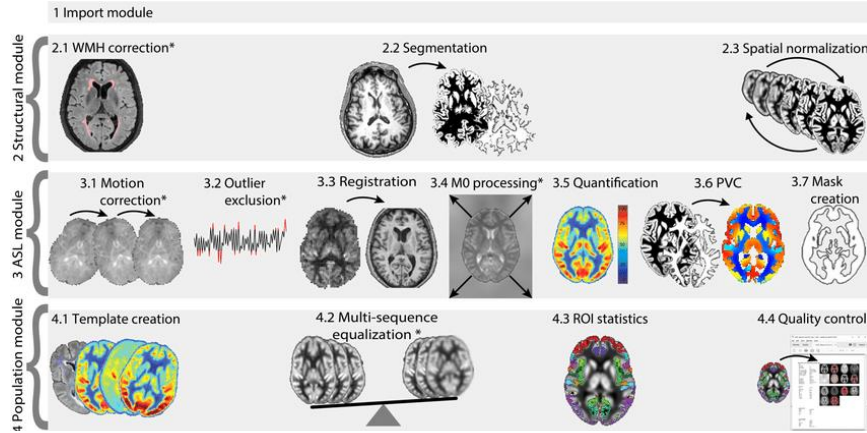 1 Import module
2 Structural module
2.1 WMH correction*
2.2 Segmentation
2.3 Spatial normalization
3 ASL module
3.1 Motion
correction*
3.2 Outlier
exclusion*
3.3 Registration
3.4 M0 processing*
3.5 Quantification
3.6 PVC
3.7 Mask
creation
4 Population module
4.1 Template creation
4.2 Multi-sequence
equalization *
4.3 ROI statistics
4.4 Quality control